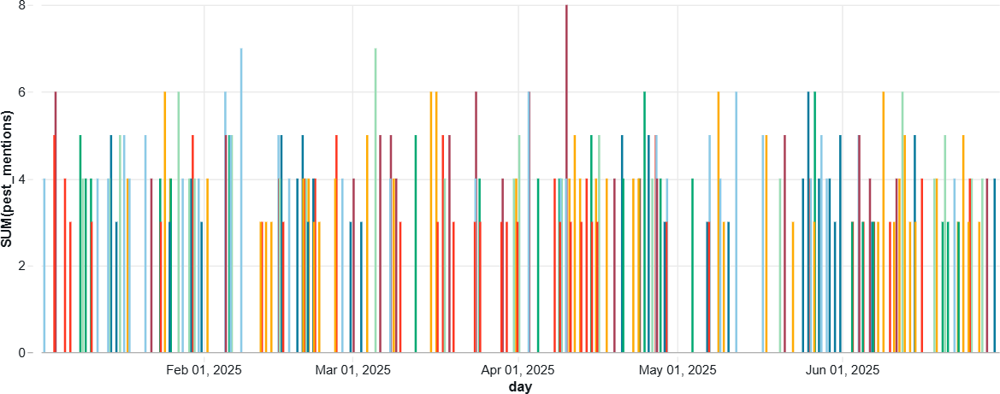 8
6
4
2
0
SUM(pest_mentions)
Feb 01, 2025
Mar 01, 2025
Apr 01, 2025
May 01, 2025
Jun 01, 2025
day